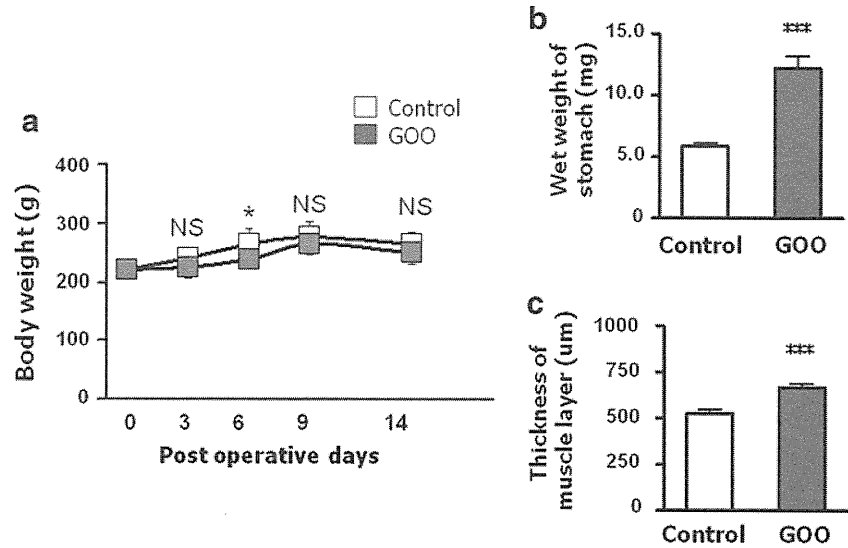 a
Control
GOO
400
300
200
100
0
Body weight (g)
NS
*
NS
NS
0 3 6 9 14
Post operative days
b
Wet weight of
stomach (mg)
15.0
10.0
5.0
0
***
Control GOO
c
Thickness of
muscle layer (um)
1000
750
500
250
0
***
Control GOO